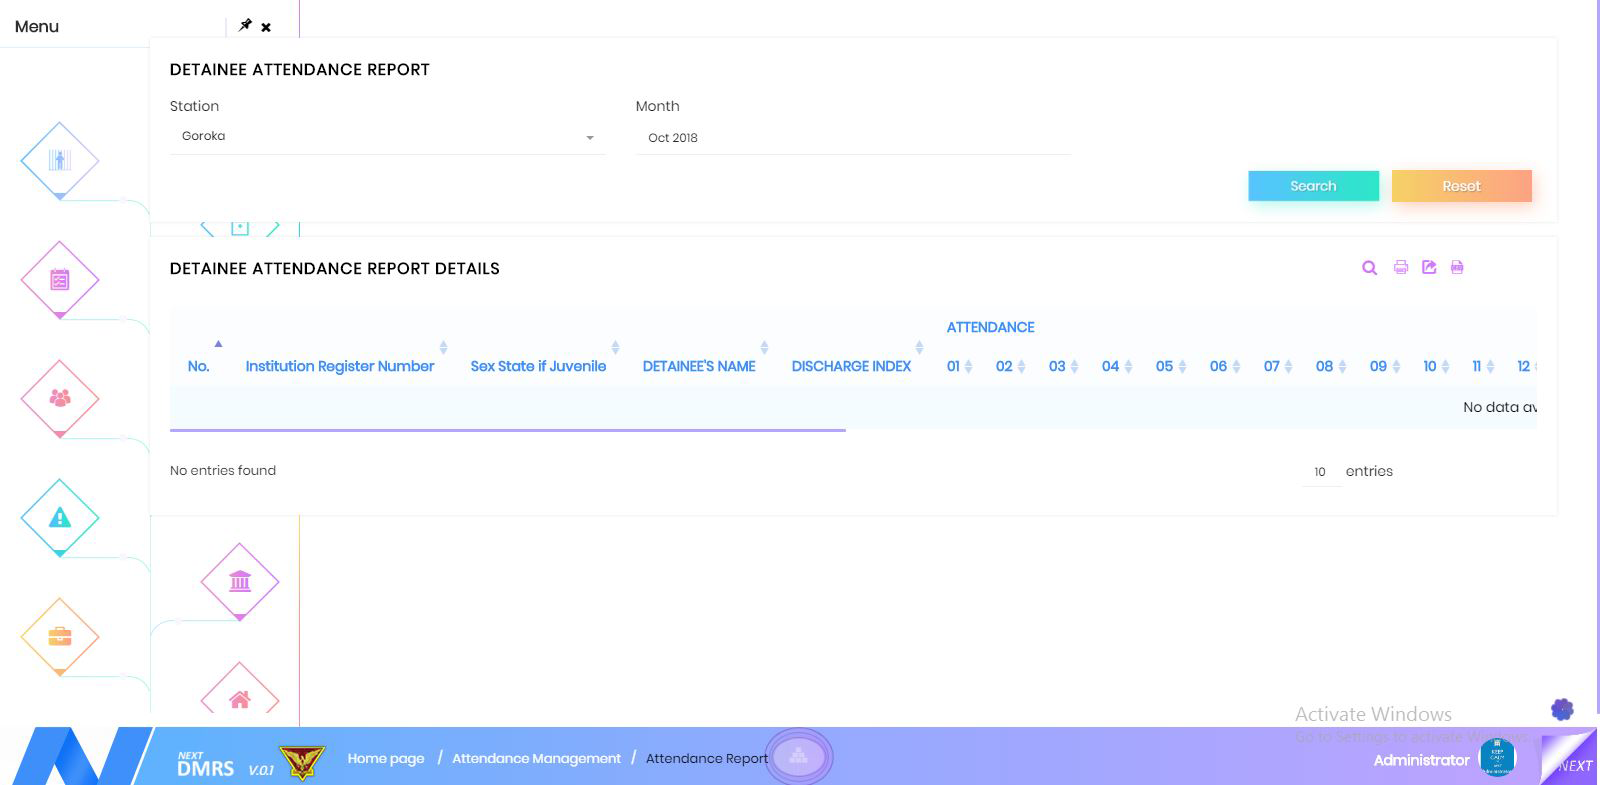 Menu
DETAINEE ATTENDANCE REPORT
Station
Month
Goroka
Oct 2018
Search
Reset
DETAINEE ATTENDANCE REPORT DETAILS
ATTENDANCE
No.
Institution Register Number
Sex State if Juvenile
DETAINEE'S NAME
DISCHARGE INDEX
01 02 03 04 05 06 07 08 09 10 11 12
No data av
No entries found
10 entries
Activate Windows
Go to Settings to activate Windows.
NEXT
DMRS V.0.1
Home page / Attendance Management / Attendance Report
Administrator
KEEP
CALM
NEXT